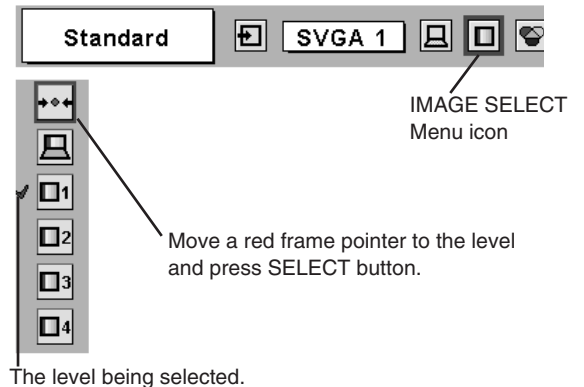 Standard
SVGA 1
IMAGE SELECT
Menu icon
1
2
Move a red frame pointer to the level
and press SELECT button.
3
4
The level being selected.